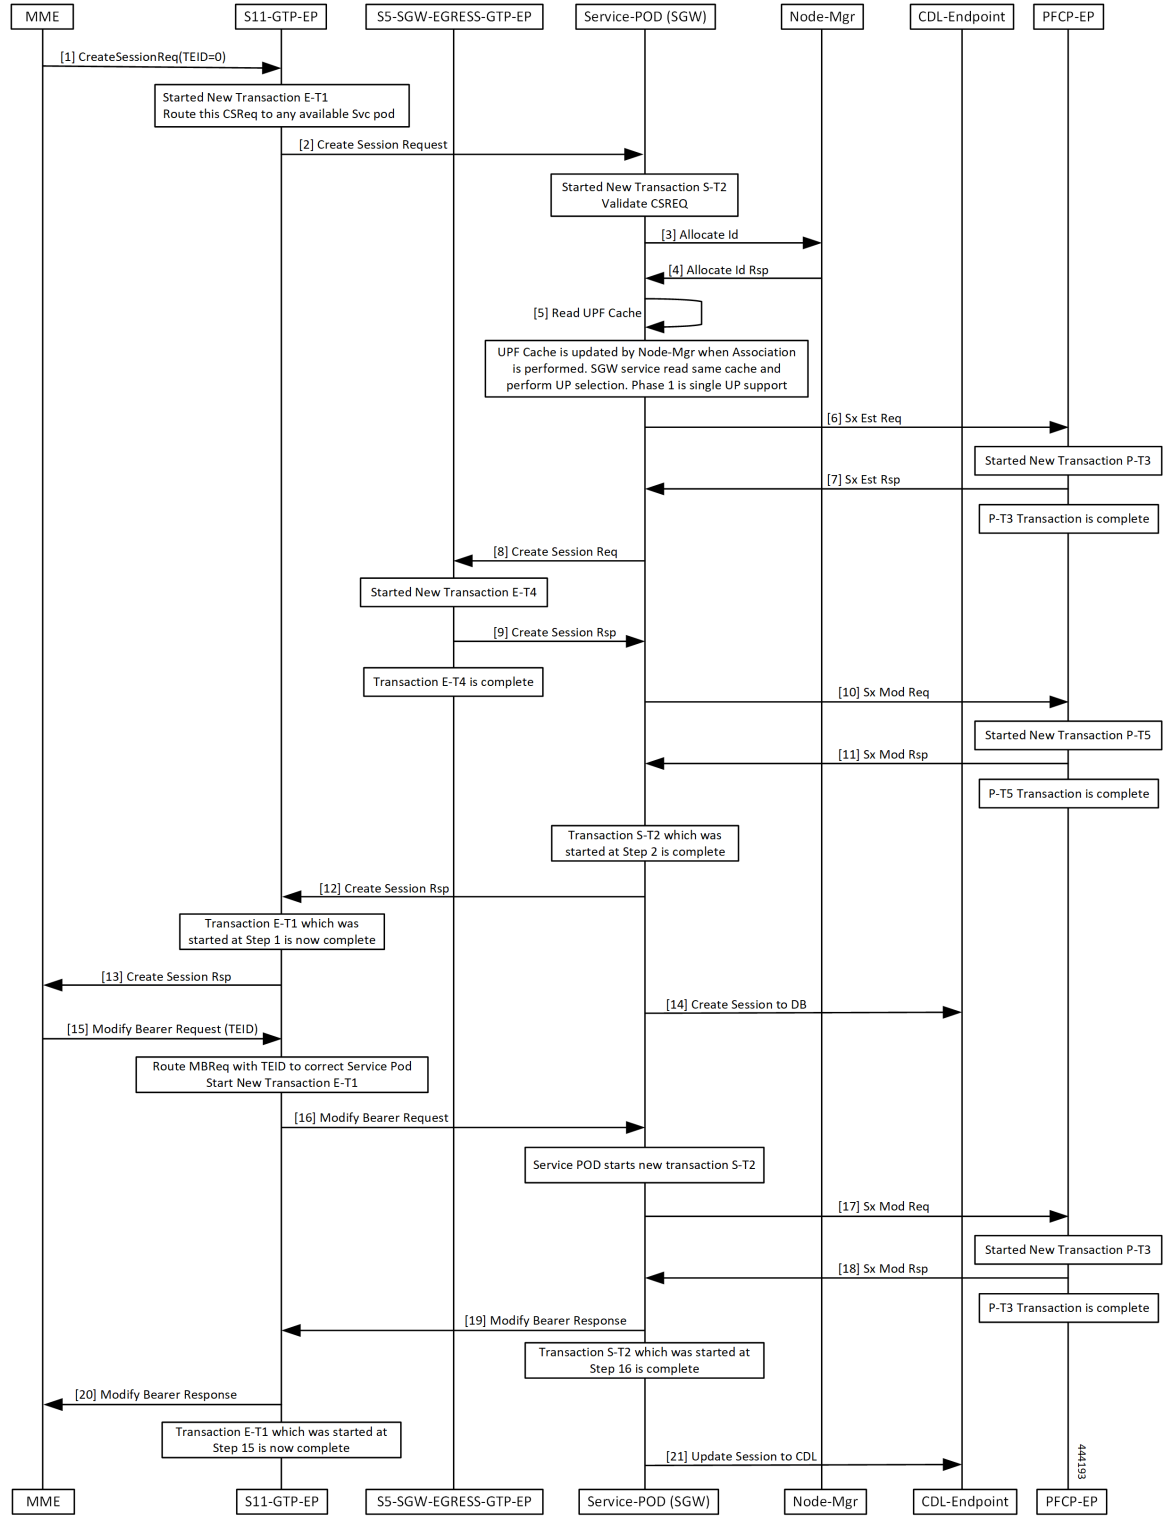 MME
S11-GTP-EP
S5-SGW-EGRESS-GTP-EP
Service-POD (SGW)
Node-Mgr
CDL-Endpoint
PFCP-EP
[1] CreateSessionReq(TEID=0)
Started New Transaction E-T1
Route this CSReq to any available Svc pod
[2] Create Session Request
Started New Transaction S-T2
Validate CSREQ
[3] Allocate Id
[4] Allocate Id Rsp
[5] Read UPF Cache
UPF Cache is updated by Node-Mgr when Association
is performed. SGW service read same cache and
perform UP selection. Phase 1 is single UP support
[6] Sx Est Req
Started New Transaction P-T3
[7] Sx Est Rsp
P-T3 Transaction is complete
[8] Create Session Req
Started New Transaction E-T4
[9] Create Session Rsp
Transaction E-T4 is complete
[10] Sx Mod Req
Started New Transaction P-T5
[11] Sx Mod Rsp
P-T5 Transaction is complete
Transaction S-T2 which was
started at Step 2 is complete
[12] Create Session Rsp
Transaction E-T1 which was
started at Step 1 is now complete
[13] Create Session Rsp
[14] Create Session to DB
[15] Modify Bearer Request (TEID)
Route MBReq with TEID to correct Service Pod
Start New Transaction E-T1
[16] Modify Bearer Request
Service POD starts new transaction S-T2
[17] Sx Mod Req
Started New Transaction P-T3
[18] Sx Mod Rsp
P-T3 Transaction is complete
[19] Modify Bearer Response
Transaction S-T2 which was started at
Step 16 is complete
[20] Modify Bearer Response
Transaction E-T1 which was started at
Step 15 is now complete
[21] Update Session to CDL
444193
MME
S11-GTP-EP
S5-SGW-EGRESS-GTP-EP
Service-POD (SGW)
Node-Mgr
CDL-Endpoint
PFCP-EP